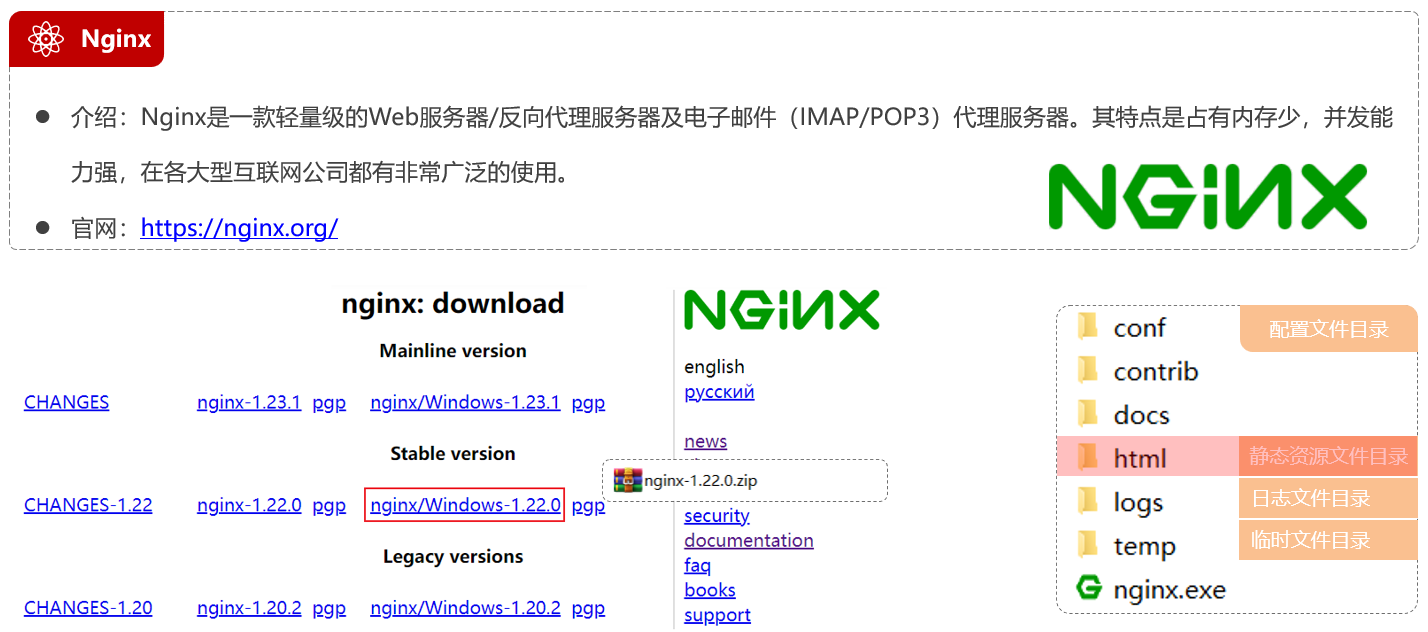 Nginx
介绍：Nginx是一款轻量级的Web服务器/反向代理服务器及电子邮件（IMAP/POP3）代理服务器。其特点是占有内存少，并发能
力强，在各大型互联网公司都有非常广泛的使用。
NGINX
官网：https://nginx.org/
nginx: download
Mainline version
CHANGES nginx-1.23.1 pgp nginx/Windows-1.23.1 pgp
Stable version
CHANGES-1.22 nginx-1.22.0 pgp nginx/Windows-1.22.0 pgp
Legacy versions
CHANGES-1.20 nginx-1.20.2 pgp nginx/Windows-1.20.2 pgp
NGINX
english
русский
news
nginx-1.22.0.zip
security
documentation
faq
books
support
conf 配置文件目录
contrib
docs
html 静态资源文件目录
logs 日志文件目录
temp 临时文件目录
nginx.exe